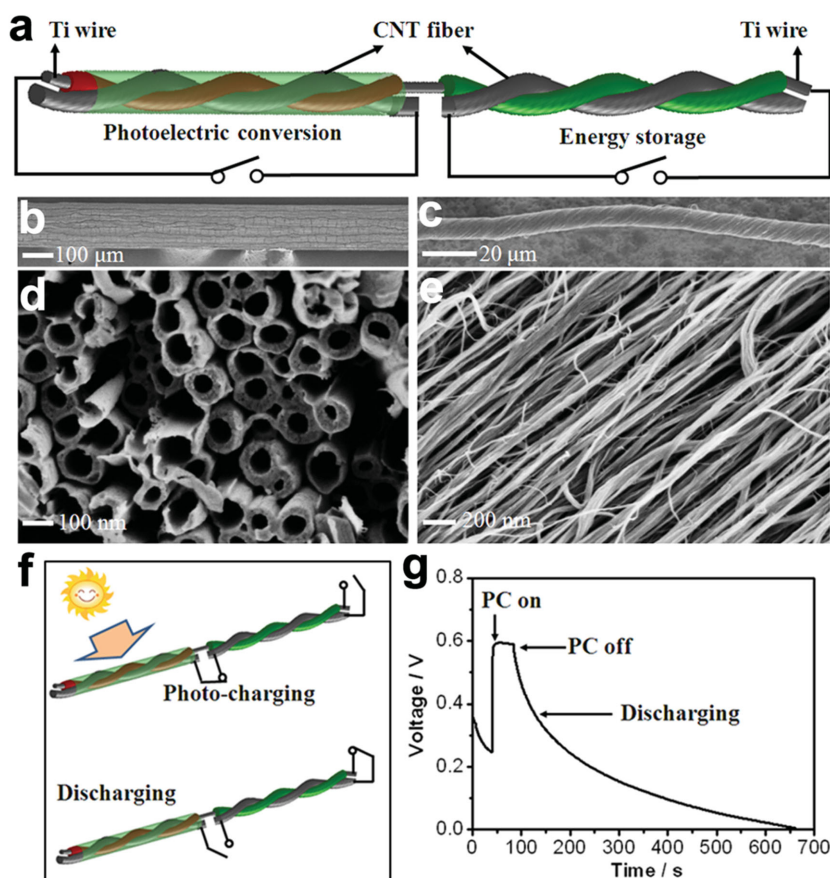 a
Ti wire
CNT fiber
Ti wire
Photoelectric conversion
Energy storage
b
100 μm
c
20 μm
d
100 nm
e
200 nm
f
Photo-charging
Discharging
g
0.8
0.6
0.4
0.2
0.0
Voltage / V
PC on
PC off
Discharging
0 100 200 300 400 500 600 700
Time / s